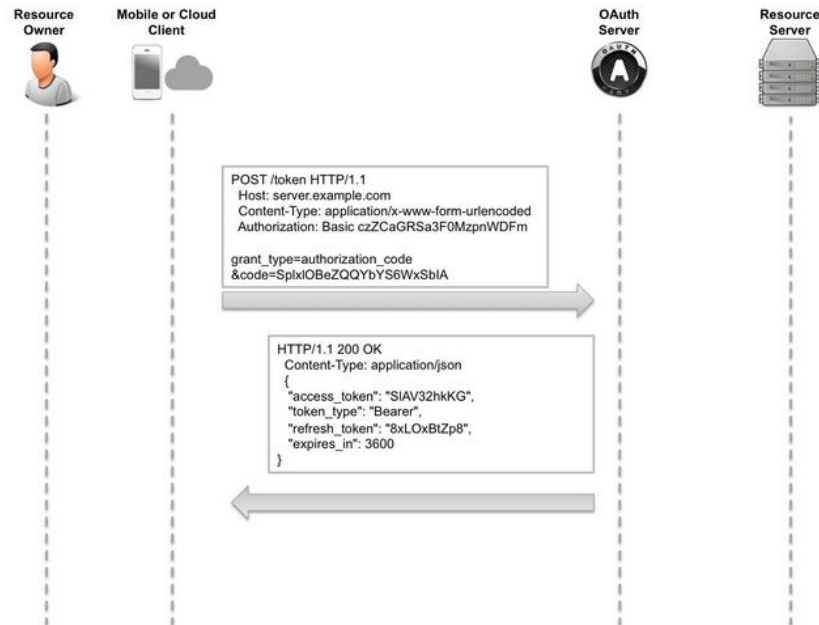 Resource
Owner
Mobile or Cloud
Client
OAuth
Server
Resource
Server
OAUTH
A
POST /token HTTP/1.1
Host: server.example.com
Content-Type: application/x-www-form-urlencoded
Authorization: Basic czZCaGRSa3F0MzpnWDFm
grant_type=authorization_code
&code=SplxlOBeZQQYbYS6WxSbIA
HTTP/1.1 200 OK
Content-Type: application/json
{
"access_token": "SlAV32hkKG",
"token_type": "Bearer",
"refresh_token": "8xLOxBtZp8",
"expires_in": 3600
}